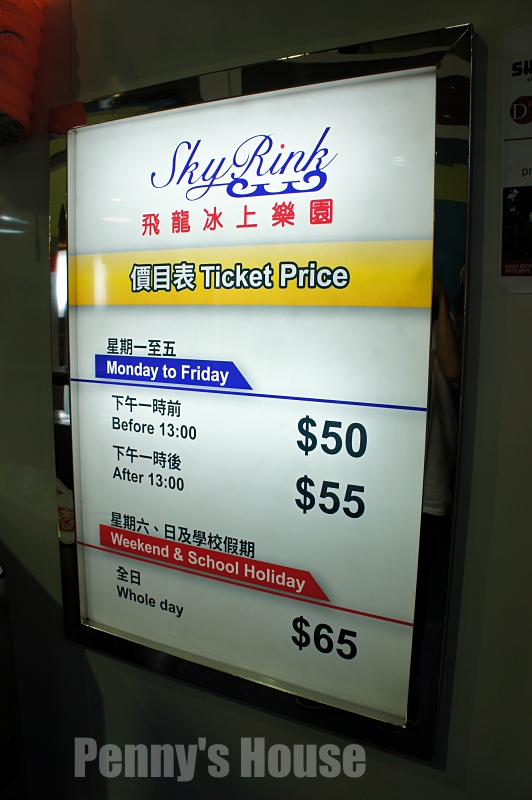 Sky Rink
飛龍冰上樂園
價目表 Ticket Price
星期一至五
Monday to Friday
下午一時前
Before 13:00
$50
下午一時後
After 13:00
$55
星期六、日及學校假期
Weekend & School Holiday
全日
Whole day
$65
Penny's House